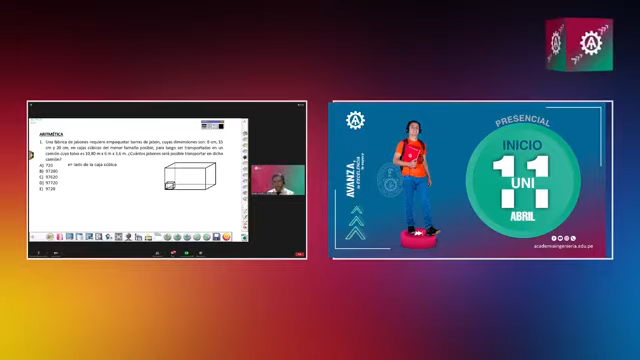 ARITMÉTICA
1. Una fábrica de jabones requiere empaquetar barras de jabón, cuyas dimensiones son: 8 cm, 15
cm y 20 cm, en cajas cúbicas del menor tamaño posible, para luego ser transportadas en
camión cuya tolva es 10,80 m x 6 m x 3,6 m. ¿Cuántos jabones será posible transportar en dicho
camión?
A) 720
B) 97200
C) 97620
D) 97720
E) 9720
= lado de la caja cúbica
AVANZA,
PRESENCIAL
INICIO
11
UNI
ABRIL
academiaingenieria.edu.pe